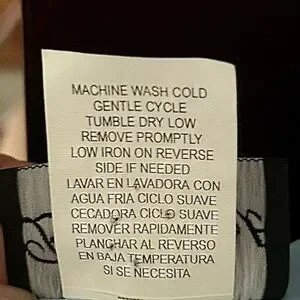 MACHINE WASH COLD
GENTLE CYCLE
TUMBLE DRY LOW
REMOVE PROMPTLY
LOW IRON ON REVERSE
SIDE IF NEEDED
LAVAR EN LAVADORA CON
AGUA FRIA CICLO SUAVE
CECADORA CICLO SUAVE
REMOVER RAPIDAMENTE
PLANCHAR AL REVERSO
EN BAJA TEMPERATURA
SI SE NECESITA